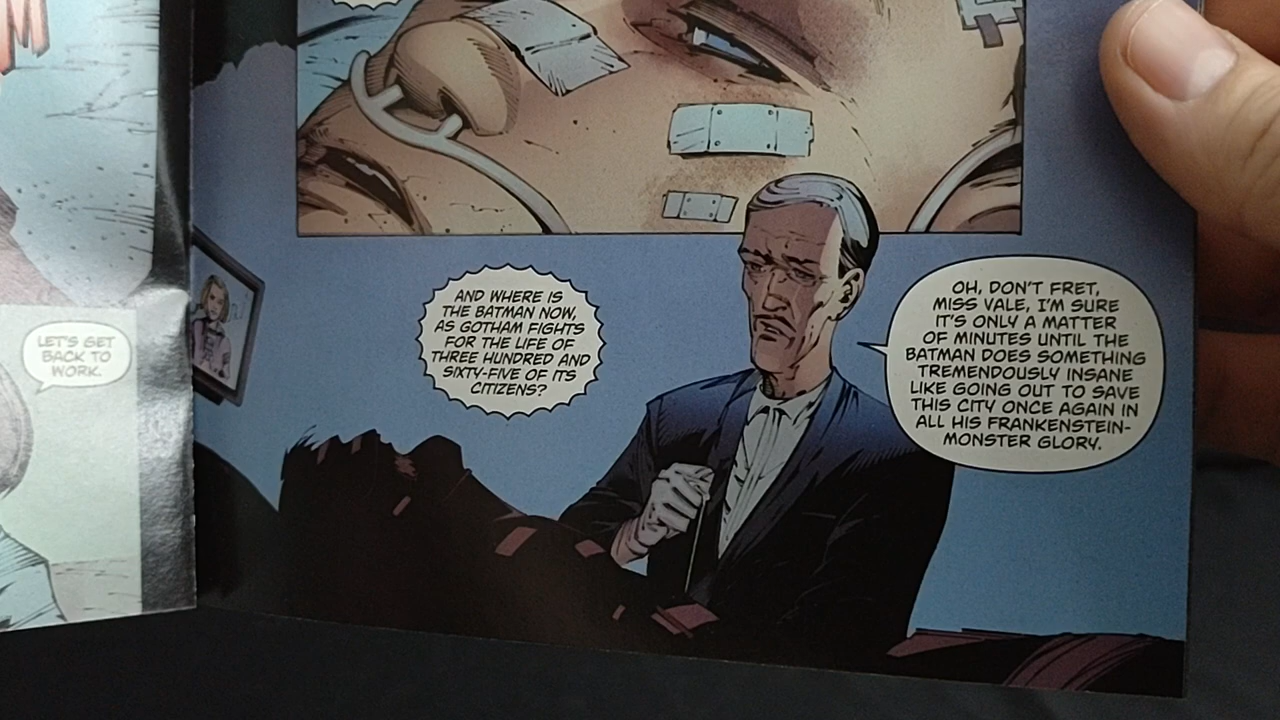 LET'S GET
BACK TO
WORK.
AND WHERE IS
THE BATMAN NOW,
AS GOTHAM FIGHTS
FOR THE LIFE OF
THREE HUNDRED AND
SIXTY-FIVE OF ITS
CITIZENS?
OH, DON'T FRET,
MISS VALE, I'M SURE
IT'S ONLY A MATTER
OF MINUTES UNTIL THE
BATMAN DOES SOMETHING
TREMENDOUSLY INSANE
LIKE GOING OUT TO SAVE
THIS CITY ONCE AGAIN IN
ALL HIS FRANKENSTEIN-
MONSTER GLORY.